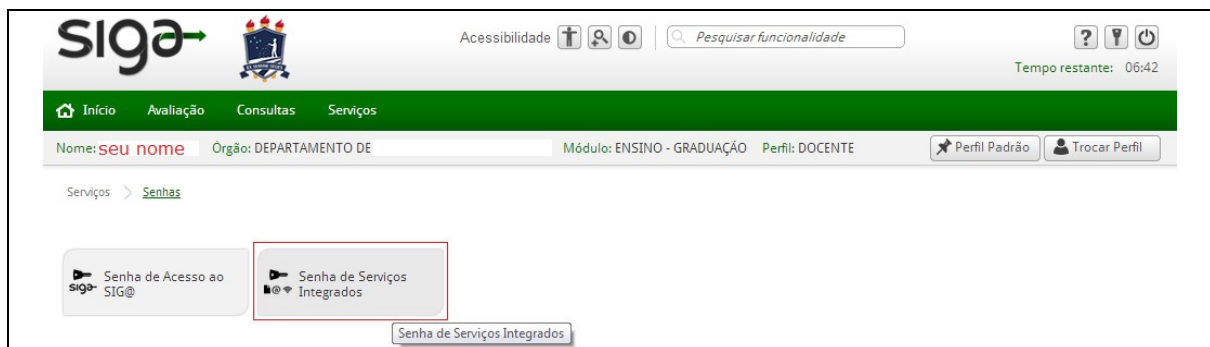 SIG@
Acessibilidade Pesquisar funcionalidade ?
Tempo restante: 06:42
Início Avaliação Consultas Serviços
Nome: seu nome Órgão: DEPARTAMENTO DE Módulo: ENSINO - GRADUAÇÃO Perfil: DOCENTE Perfil Padrão Trocar Perfil
Serviços > Senhas
Senha de Acesso ao
SIG@
Senha de Serviços
Integrados
Senha de Serviços Integrados